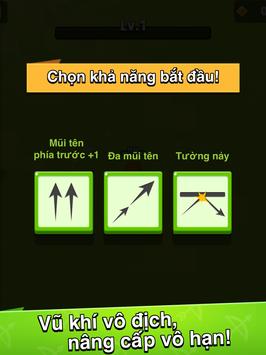 Lv.1
Chọn khả năng bắt đầu!
Mũi tên
phía trước +1
Đa mũi tên
Tường nảy
Vũ khí vô địch,
nâng cấp vô hạn!